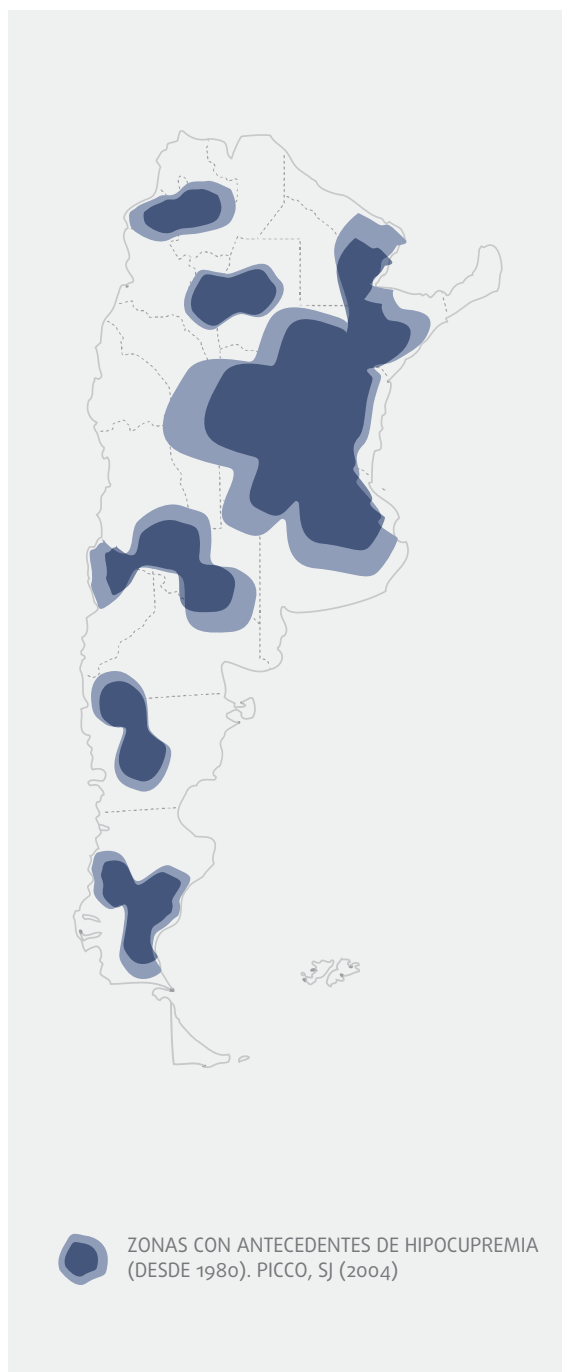 ZONAS CON ANTECEDENTES DE HIPOCUPREMIA
(DESDE 1980). PICCO, SJ (2004)